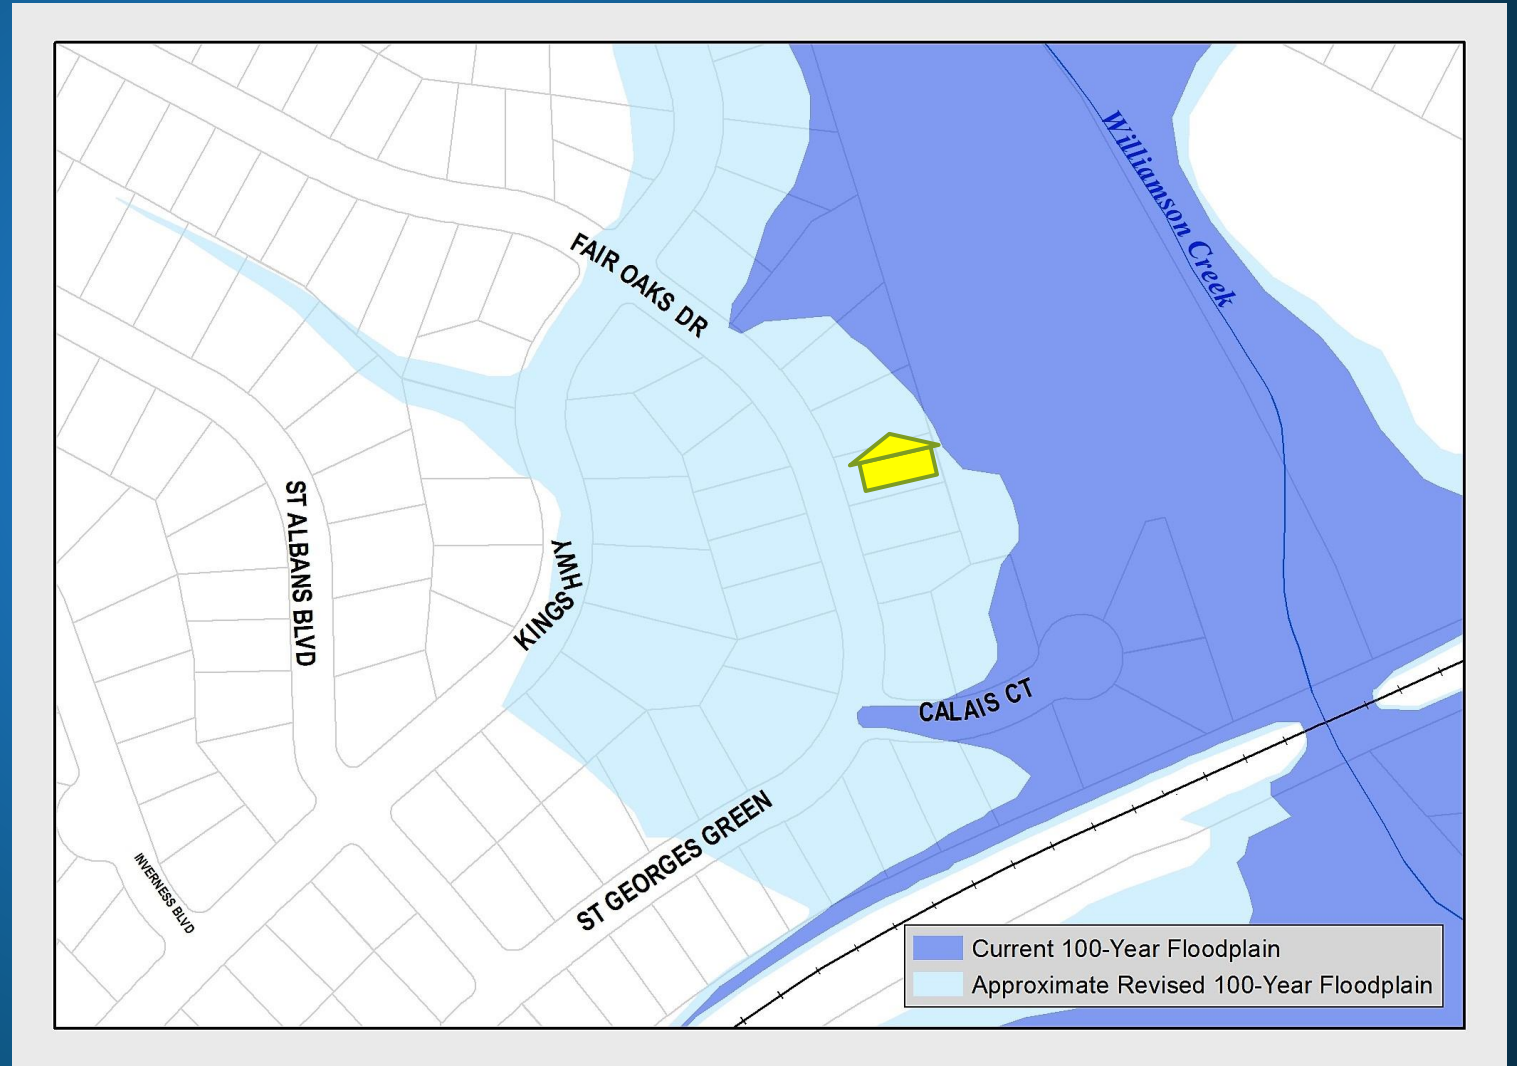 Williamson Creek
FAIR OAKS DR
ST ALBANS BLVD
KINGS HWY
CALAIS CT
ST GEORGES GREEN
INVERNESS BLVD
Current 100-Year Floodplain
Approximate Revised 100-Year Floodplain